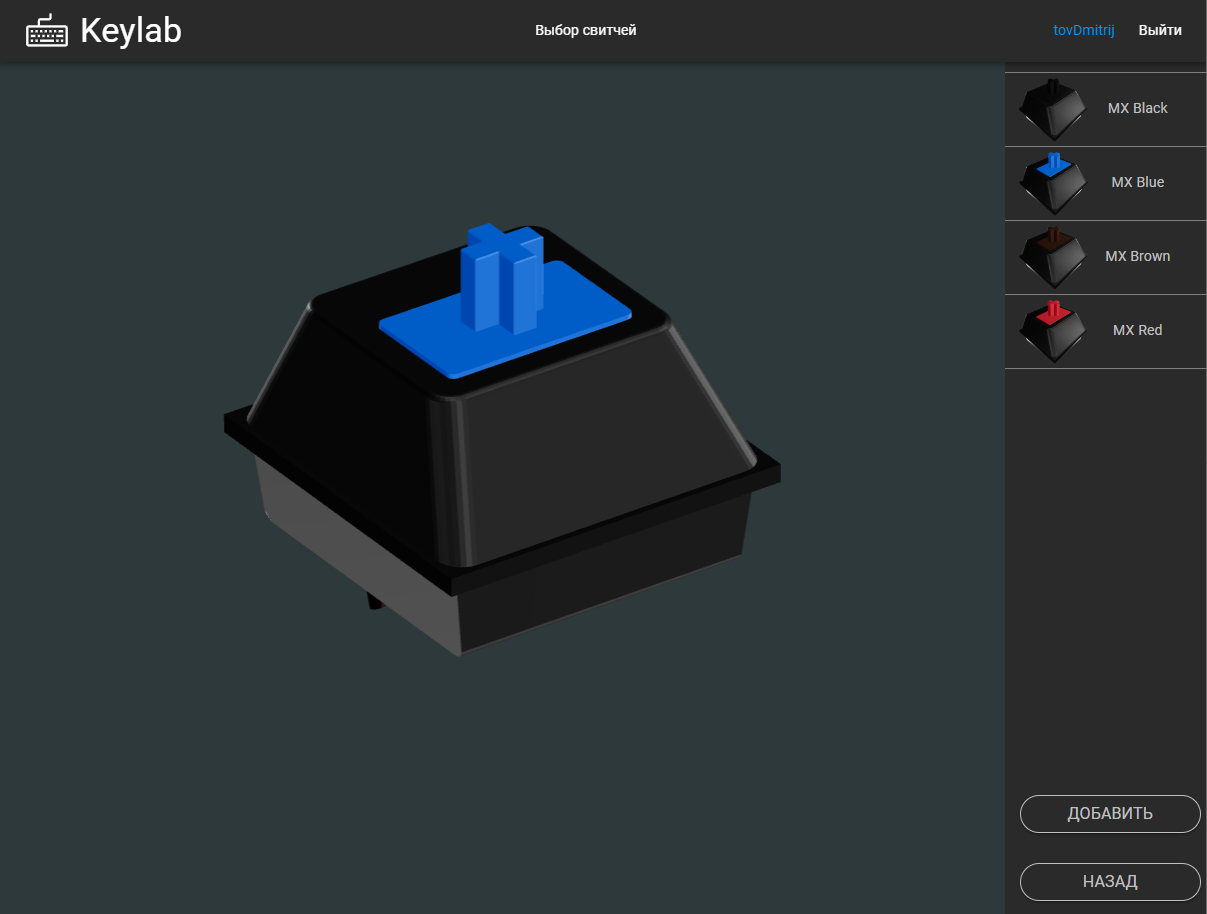 Keylab
Выбор свитчей
tovDmitrij
Выйти
MX Black
MX Blue
MX Brown
MX Red
ДОБАВИТЬ
НАЗАД